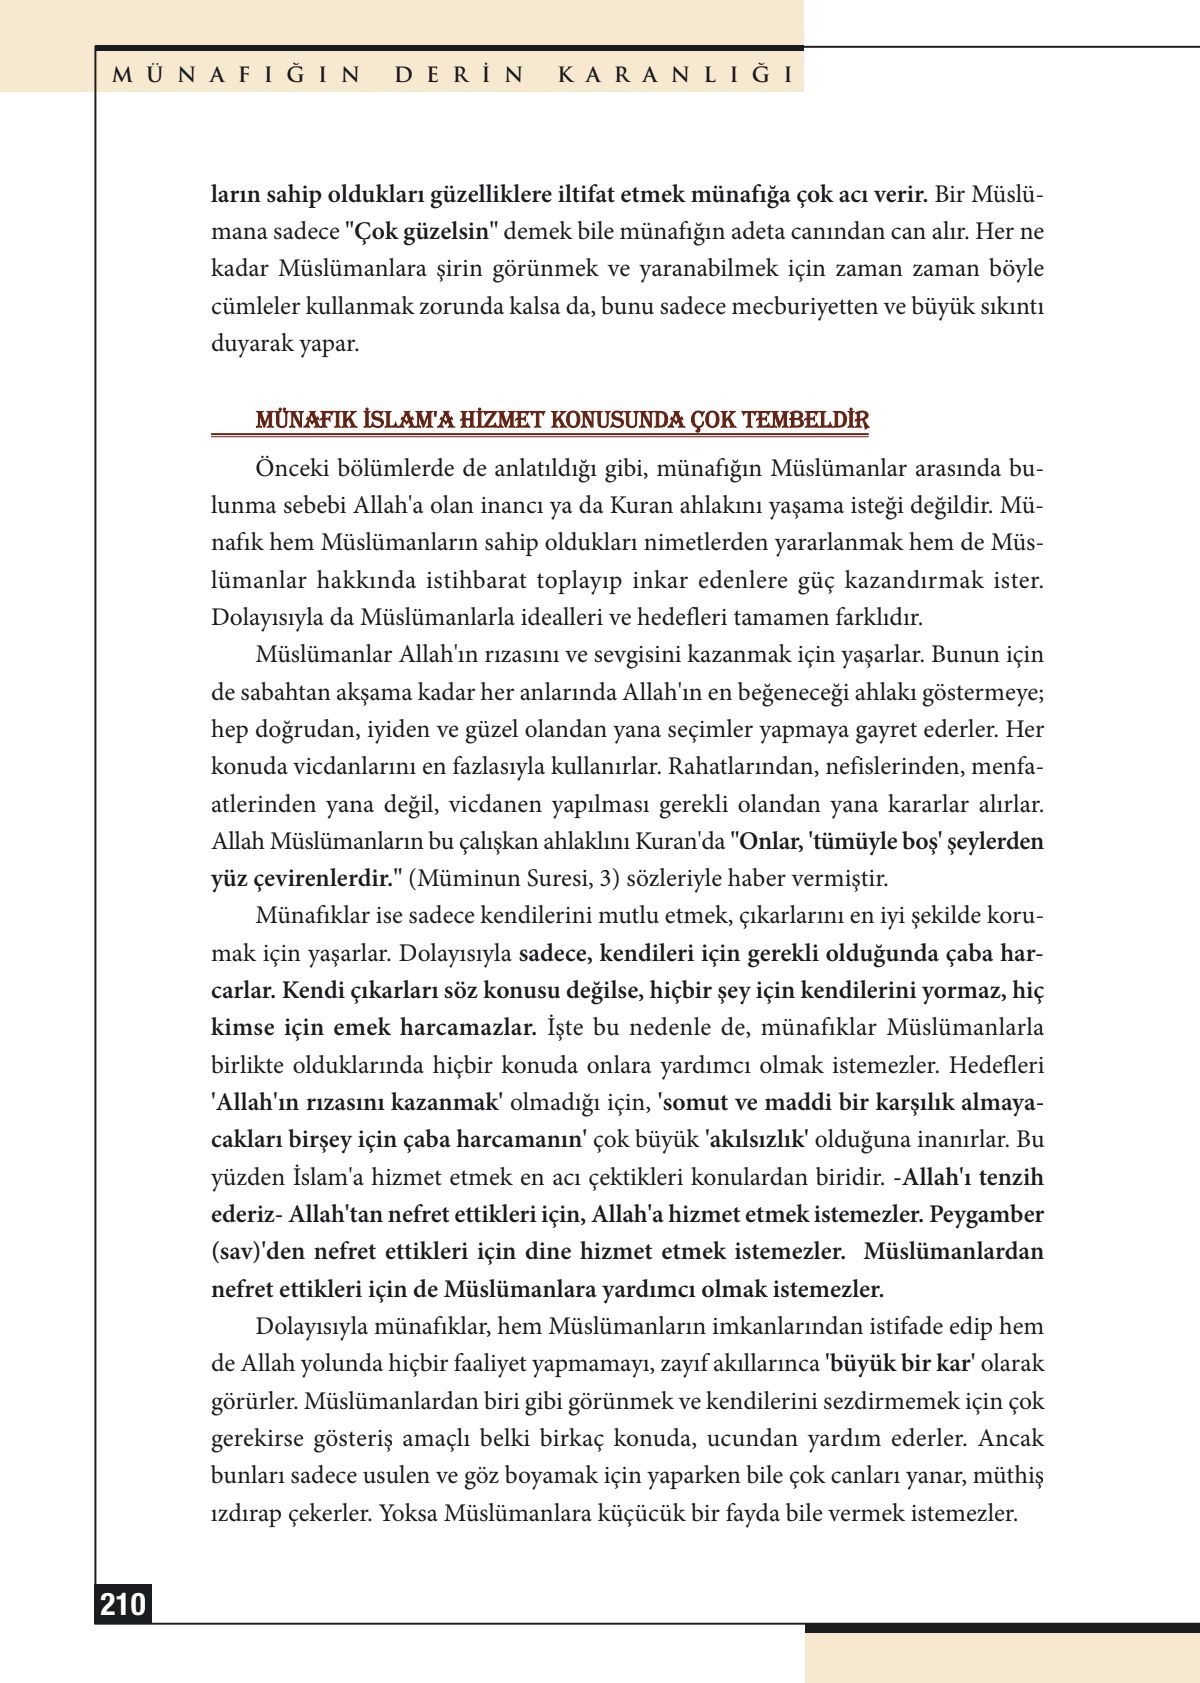 MÜNAFIĞIN DERİN KARANLIĞI
ların sahip oldukları güzelliklere iltifat etmek münafığa çok acı verir. Bir Müslü-
mana sadece "Çok güzelsin" demek bile münafığın adeta canından can alır. Her ne
kadar Müslümanlara şirin görünmek ve yaranabilmek için zaman zaman böyle
cümleler kullanmak zorunda kalsa da, bunu sadece mecburiyetten ve büyük sıkıntı
duyarak yapar.
MÜNAFIK İSLAM'A HİZMET KONUSUNDA ÇOK TEMBELDİR
Önceki bölümlerde de anlatıldığı gibi, münafığın Müslümanlar arasında bu-
lunma sebebi Allah'a olan inancı ya da Kuran ahlakını yaşama isteği değildir. Mü-
nafık hem Müslümanların sahip oldukları nimetlerden yararlanmak hem de Müs-
lümanlar hakkında istihbarat toplayıp inkar edenlere güç kazandırmak ister.
Dolayısıyla da Müslümanlarla idealleri ve hedefleri tamamen farklıdır.
Müslümanlar Allah'ın rızasını ve sevgisini kazanmak için yaşarlar. Bunun için
de sabahtan akşama kadar her anlarında Allah'ın en beğeneceği ahlakı göstermeye;
hep doğrudan, iyiden ve güzel olandan yana seçimler yapmaya gayret ederler. Her
konuda vicdanlarını en fazlasıyla kullanırlar. Rahatlarından, nefislerinden, menfa-
atlerinden yana değil, vicdanen yapılması gerekli olandan yana kararlar alırlar.
Allah Müslümanların bu çalışkan ahlaklını Kuran'da "Onlar, 'tümüyle boş' şeylerden
yüz çevirenlerdir." (Müminun Suresi, 3) sözleriyle haber vermiştir.
Münafıklar ise sadece kendilerini mutlu etmek, çıkarlarını en iyi şekilde koru-
mak için yaşarlar. Dolayısıyla sadece, kendileri için gerekli olduğunda çaba har-
carlar. Kendi çıkarları söz konusu değilse, hiçbir şey için kendilerini yormaz, hiç
kimse için emek harcamazlar. İşte bu nedenle de, münafıklar Müslümanlarla
birlikte olduklarında hiçbir konuda onlara yardımcı olmak istemezler. Hedefleri
'Allah'ın rızasını kazanmak' olmadığı için, 'somut ve maddi bir karşılık almaya-
cakları birşey için çaba harcamanın' çok büyük 'akılsızlık' olduğuna inanırlar. Bu
yüzden İslam'a hizmet etmek en acı çektikleri konulardan biridir. -Allah'ı tenzih
ederiz- Allah'tan nefret ettikleri için, Allah'a hizmet etmek istemezler. Peygamber
(sav)'den nefret ettikleri için dine hizmet etmek istemezler. Müslümanlardan
nefret ettikleri için de Müslümanlara yardımcı olmak istemezler.
Dolayısıyla münafıklar, hem Müslümanların imkanlarından istifade edip hem
de Allah yolunda hiçbir faaliyet yapmamayı, zayıf akıllarınca 'büyük bir kar' olarak
görürler. Müslümanlardan biri gibi görünmek ve kendilerini sezdirmemek için çok
gerekirse gösteriş amaçlı belki birkaç konuda, ucundan yardım ederler. Ancak
bunları sadece usulen ve göz boyamak için yaparken bile çok canları yanar, müthiş
ızdırap çekerler. Yoksa Müslümanlara küçücük bir fayda bile vermek istemezler.
210